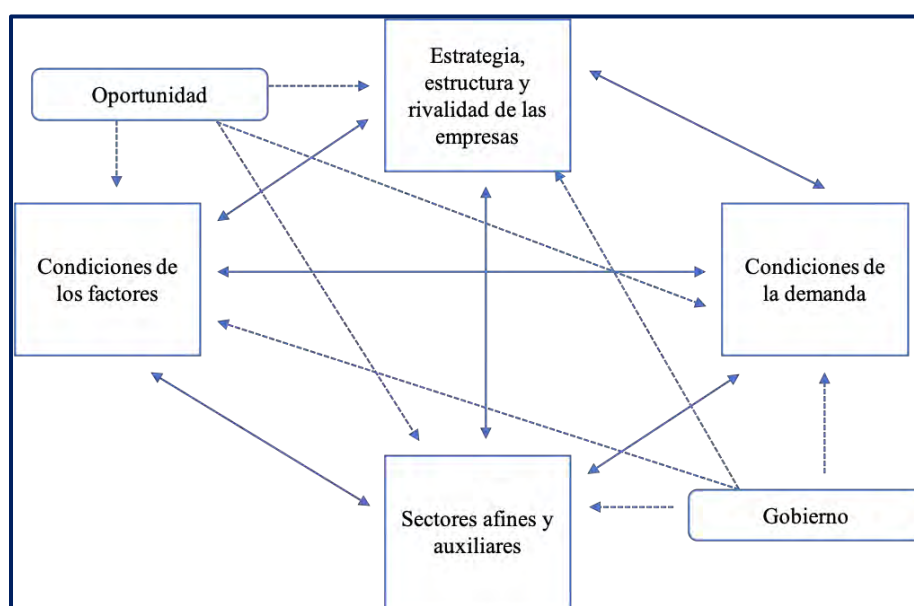 Estrategia,
estructura y
rivalidad de las
empresas
Oportunidad
Condiciones de
los factores
Condiciones de
la demanda
Sectores afines y
auxiliares
Gobierno